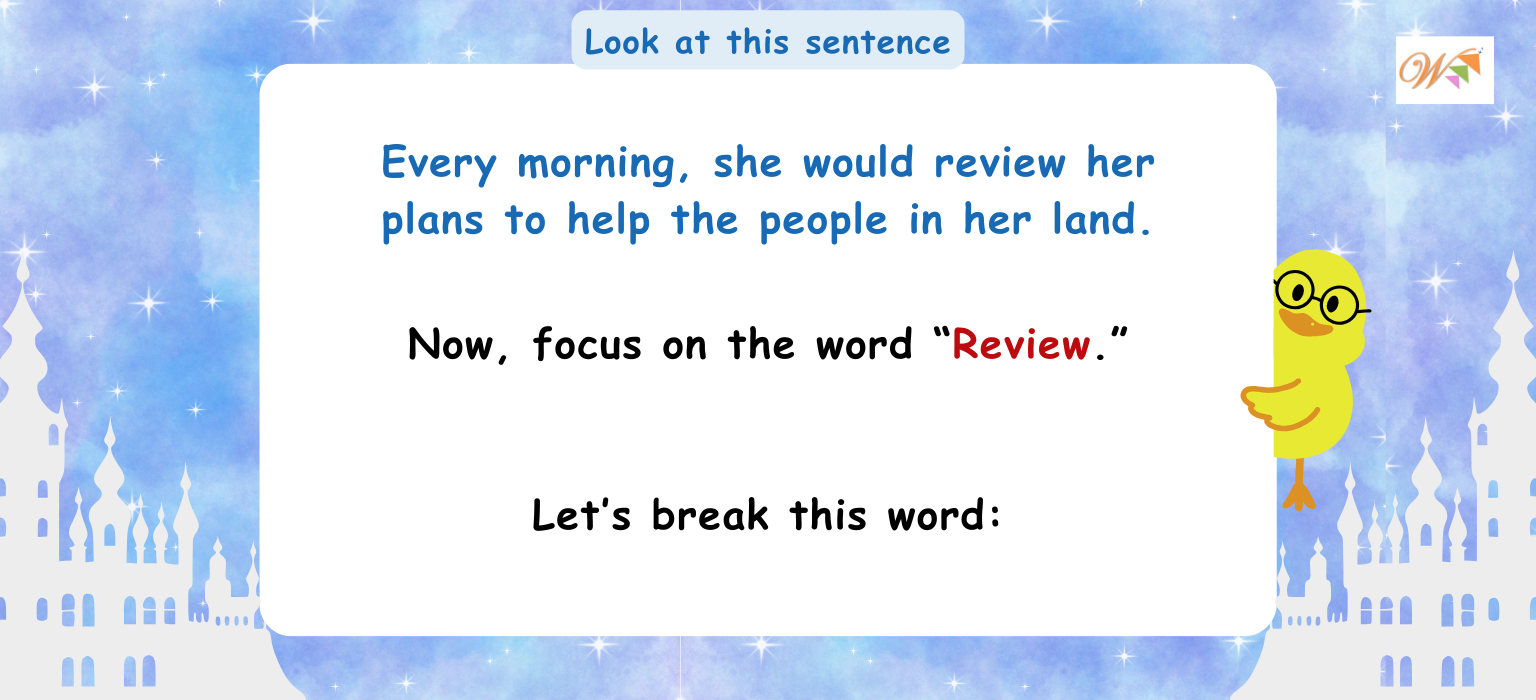 Look at this sentence
W
Every morning, she would review her
plans to help the people in her land.
Now, focus on the word “Review.”
Let's break this word: